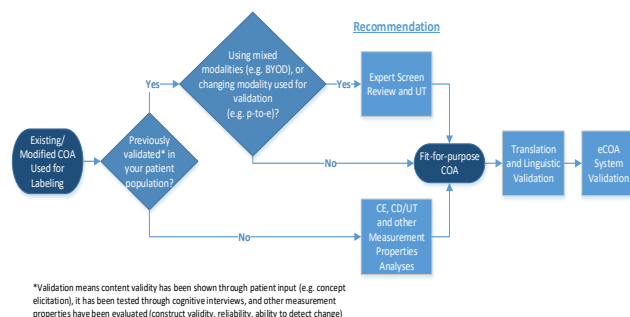 Recommendation
Using mixed
modalities (e.g. BYOD), or
changing modality used for
validation
(e.g. p-to-e)?
Yes
Yes
Expert Screen
Review and UT
Existing/
Modified COA
Used for
Labeling
Previously
validated* in
your patient
population?
No
Fit-for-purpose
COA
Translation
and Linguistic
Validation
eCOA
System
Validation
No
CE, CD/UT
and other
Measurement
Properties
Analyses
*Validation means content validity has been shown through patient input (e.g. concept
elicitation), it has been tested through cognitive interviews, and other measurement
properties have been evaluated (construct validity, reliability, ability to detect change)